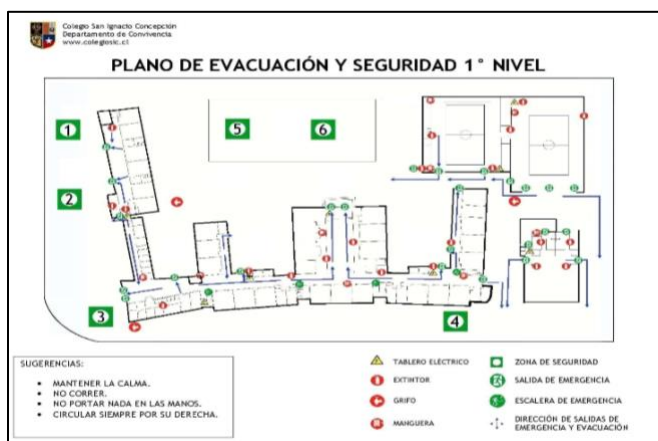 Colegio San Ignacio Concepción
Departamento de Convivencia
www.colegiosic.cl
PLANO DE EVACUACIÓN Y SEGURIDAD 1° NIVEL
1
5
6
2
3
4
SUGERENCIAS:
• MANTENER LA CALMA.
• NO CORRER.
• NO PORTAR NADA EN LAS MANOS.
• CIRCULAR SIEMPRE POR SU DERECHA.
TABLERO ELÉCTRICO
EXTINTOR
GRIFO
MANGUERA
ZONA DE SEGURIDAD
SALIDA DE EMERGENCIA
ESCALERA DE EMERGENCIA
DIRECCIÓN DE SALIDAS DE
EMERGENCIA Y EVACUACIÓN